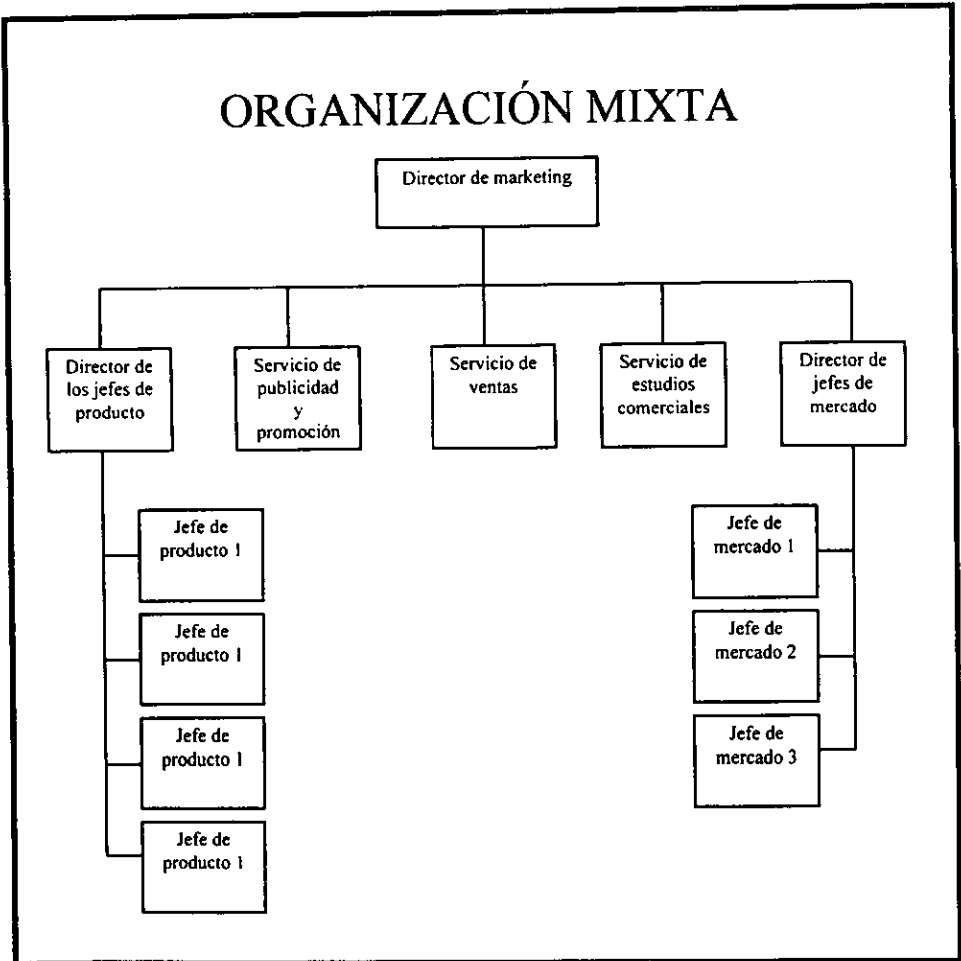 ORGANIZACIÓN MIXTA
Director de marketing
Director de
los jefes de
producto
Servicio de
publicidad
y
promoción
Servicio de
ventas
Servicio de
estudios
comerciales
Director de
jefes de
mercado
Jefe de
producto 1
Jefe de
producto 1
Jefe de
producto 1
Jefe de
producto 1
Jefe de
mercado 1
Jefe de
mercado 2
Jefe de
mercado 3